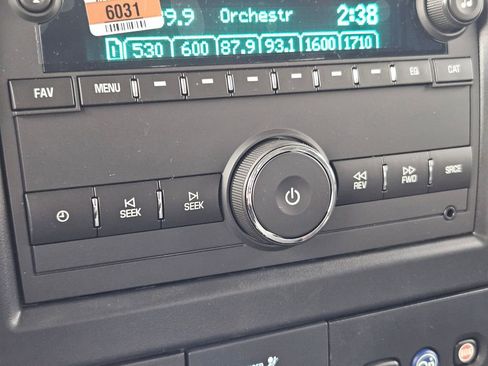 6031
9.9 Orchestr 2:38
1 530 600 87.9 93.1 1600 1710
FAV MENU EQ CAT
SEEK SEEK REV FWD SRCE